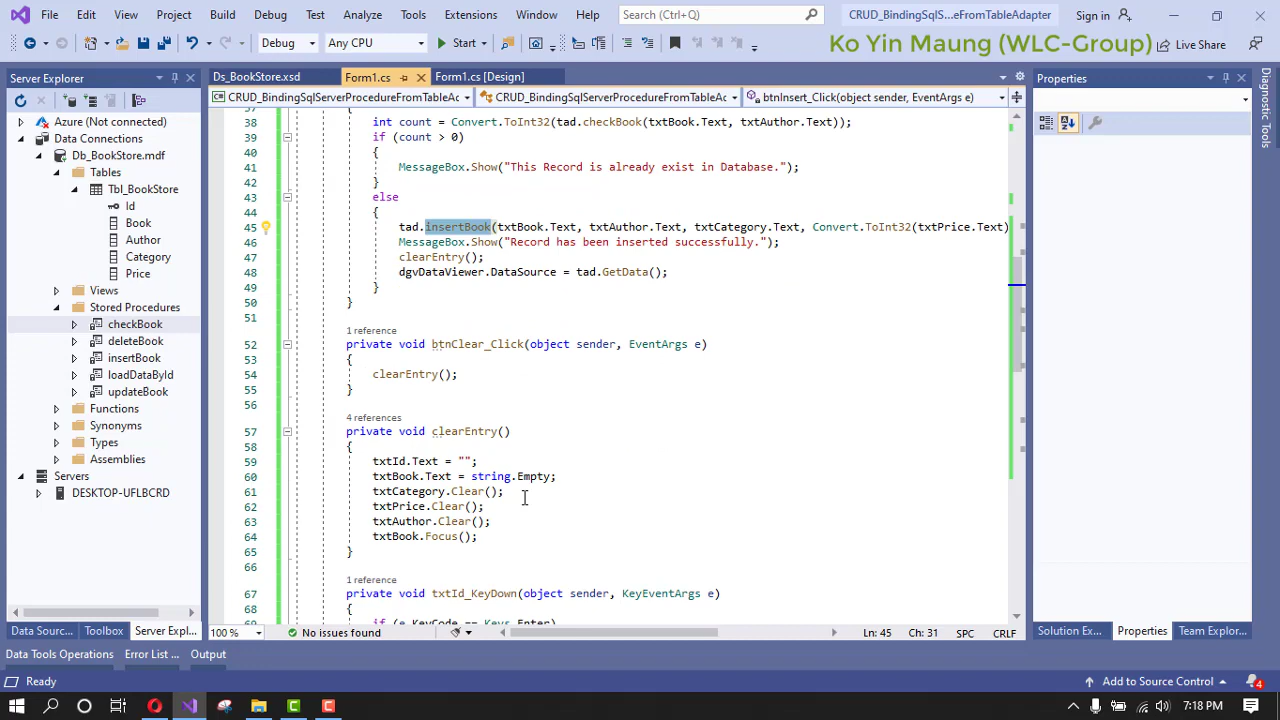 File Edit View Project Build Debug Test Analyze Tools Extensions Window Help Search (Ctrl+Q) CRUD_BindingSqlS...eFromTableAdapter Sign in
Debug Any CPU Start Ko Yin Maung (WLC-Group) Live Share
Server Explorer
Azure (Not connected)
Data Connections
Db_BookStore.mdf
Tables
Tbl_BookStore
Id
Book
Author
Category
Price
Views
Stored Procedures
checkBook
deleteBook
insertBook
loadDataById
updateBook
Functions
Synonyms
Types
Assemblies
Servers
DESKTOP-UFLBCRD
Data Sourc... Toolbox Server Expl...
Ds_BookStore.xsd Form1.cs Form1.cs [Design]
CRUD_BindingSqlServerProcedureFromTableAc CRUD_BindingSqlServerProcedureFromTableAdap btnInsert_Click(object sender, EventArgs e)
37
38 int count = Convert.ToInt32(tad.checkBook(txtBook.Text, txtAuthor.Text));
39 if (count > 0)
40 {
41 MessageBox.Show("This Record is already exist in Database.");
42 }
43 else
44 {
45 tad.insertBook(txtBook.Text, txtAuthor.Text, txtCategory.Text, Convert.ToInt32(txtPrice.Text)
46 MessageBox.Show("Record has been inserted successfully.");
47 clearEntry();
48 dgvDataViewer.DataSource = tad.GetData();
49 }
50 }
51
1 reference
52 private void btnClear_Click(object sender, EventArgs e)
53 {
54 clearEntry();
55 }
56
4 references
57 private void clearEntry()
58 {
59 txtId.Text = "";
60 txtBook.Text = string.Empty;
61 txtCategory.Clear();
62 txtPrice.Clear();
63 txtAuthor.Clear();
64 txtBook.Focus();
65 }
66
1 reference
67 private void txtId_KeyDown(object sender, KeyEventArgs e)
68 {
69 if (e.KeyCode == Keys.Enter)
100 % No issues found Ln: 45 Ch: 31 SPC CRLF
Properties
Solution Ex... Properties Team Explor...
Diagnostic Tools
Data Tools Operations Error List ... Output
Ready Add to Source Control 4
7:18 PM